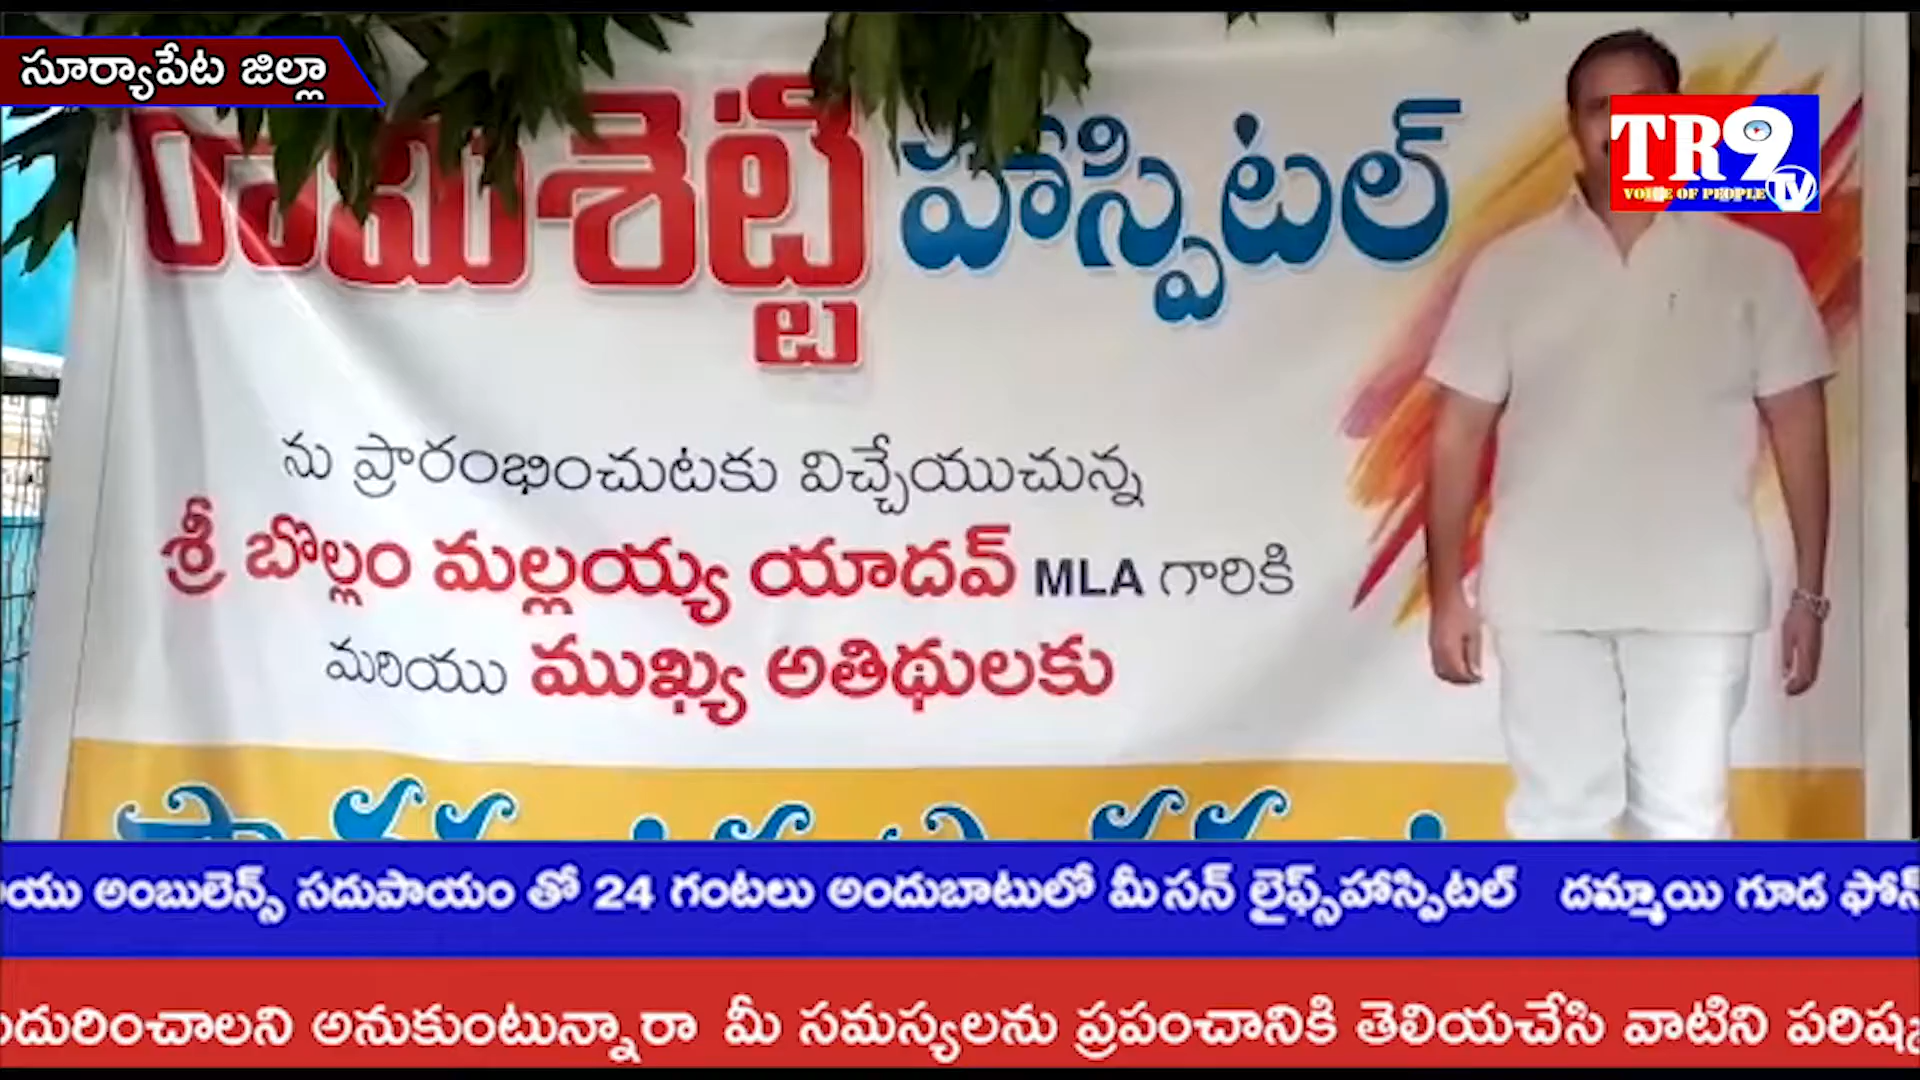 సూర్యాపేట జిల్లా
TR9
TV
VOICE OF PEOPLE
రామశెట్టి హాస్పిటల్
ను ప్రారంభించుటకు విచ్చేయుచున్న
శ్రీ బొల్లం మల్లయ్య యాదవ్ MLA గారికి
మరియు ముఖ్య అతిథులకు
అంబులెన్స్ సదుపాయం తో 24 గంటలు అందుబాటులో మీ సన్ లైఫ్స్‌హాస్పిటల్ దమ్మాయి గూడ ఫోన్
అనుకుంటున్నారా మీ సమస్యలను ప్రపంచానికి తెలియచేసి వాటిని